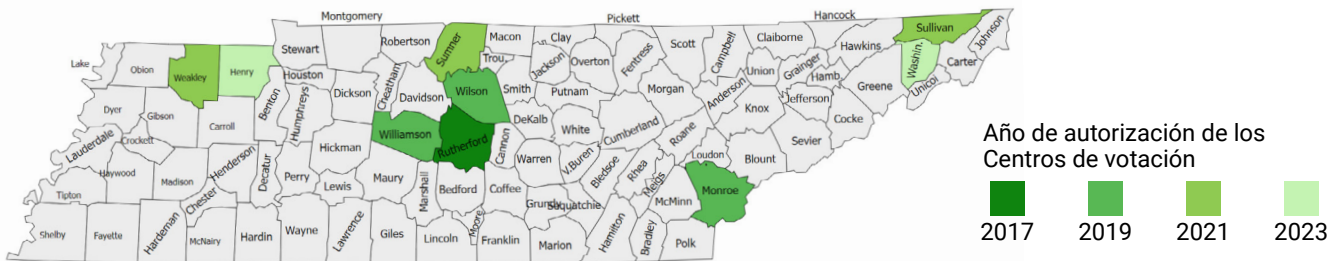 Montgomery
Pickett
Hancock
Lake
Obion
Weakley
Henry
Stewart
Robertson
Sumner
Macon
Clay
Scott
Campbell
Claiborne
Hawkins
Sullivan
Johnson
Washin.
Carter
Unicoi
Houston
Trou.
Jackson
Overton
Fentress
Union
Grainger
Hamb.
Greene
Dyer
Gibson
Carroll
Benton
Humphreys
Dickson
Cheatham
Davidson
Wilson
Smith
Putnam
Morgan
Anderson
Knox
Jefferson
Cocke
Lauderdale
Crockett
Haywood
Madison
Henderson
Decatur
Perry
Hickman
Williamson
Rutherford
Cannon
DeKalb
White
Cumberland
Roane
Loudon
Blount
Sevier
Tipton
Chester
Lewis
Maury
Marshall
Bedford
Coffee
Warren
V.Buren
Bledsoe
Rhea
Meigs
McMinn
Monroe
Shelby
Fayette
Hardeman
McNairy
Hardin
Wayne
Lawrence
Giles
Lincoln
Moore
Franklin
Grundy
Sequatchie
Marion
Hamilton
Bradley
Polk
Año de autorización de los
Centros de votación
2017 2019 2021 2023